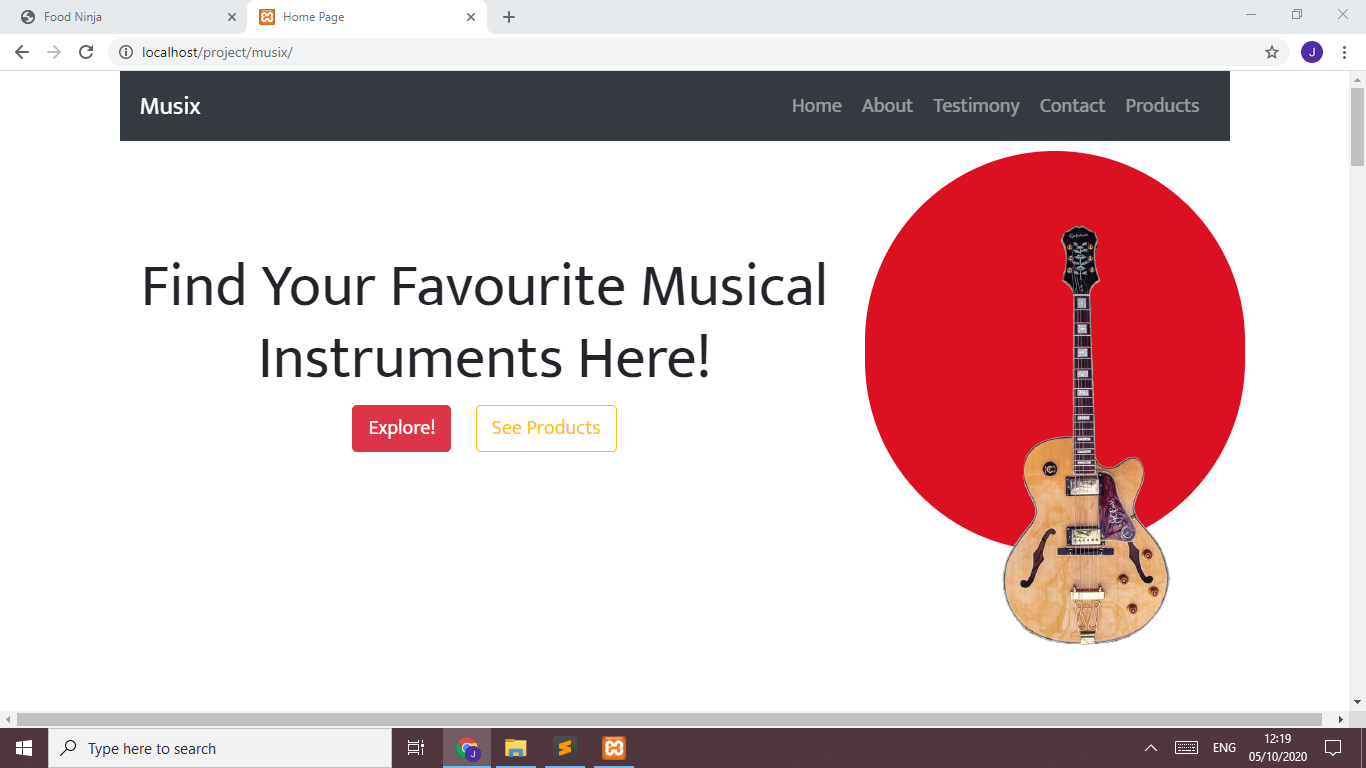 Food Ninja
Home Page
localhost/project/musix/
J
Musix
Home About Testimony Contact Products
Find Your Favourite Musical
Instruments Here!
Explore! See Products
Type here to search
J
ENG
12:19
05/10/2020